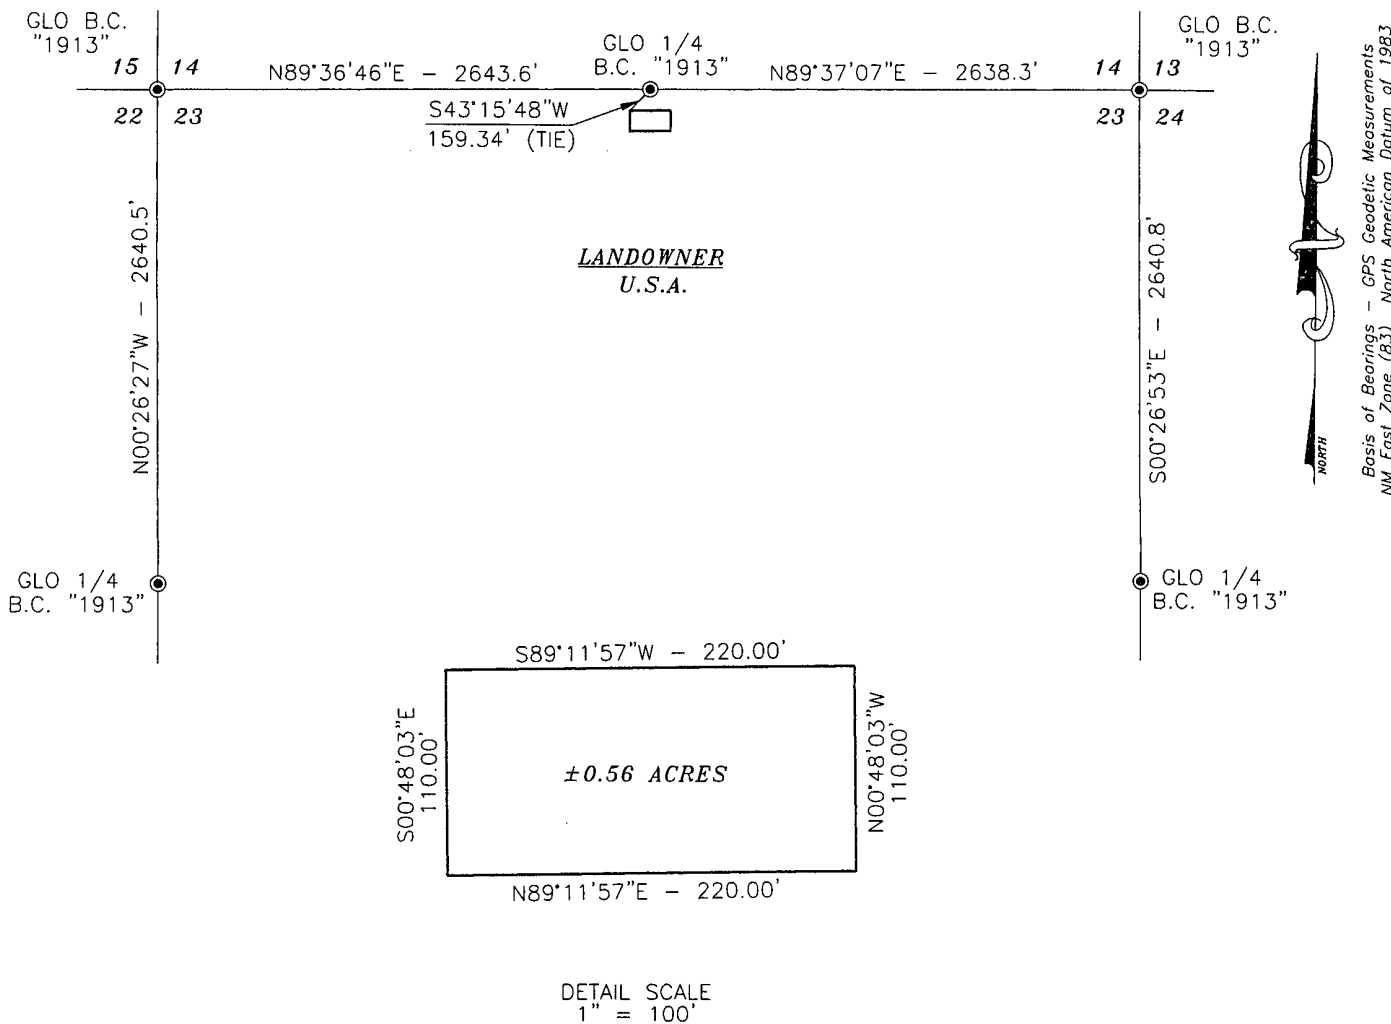 GLO B.C.
"1913"
GLO 1/4
B.C. "1913"
GLO B.C.
"1913"
15 14
N89°36'46"E – 2643.6'
N89°37'07"E – 2638.3'
14 13
22 23
S43°15'48"W
159.34' (TIE)
23 24
LANDOWNER
U.S.A.
N00°26'27"W – 2640.5'
S00°26'53"E – 2640.8'
NORTH
Basis of Bearings – GPS Geodetic Measurements
NM East Zone (83) North American Datum of 1983
GLO 1/4
B.C. "1913"
GLO 1/4
B.C. "1913"
S89°11'57"W – 220.00'
S00°48'03"E
110.00'
±0.56 ACRES
N00°48'03"W
110.00'
N89°11'57"E – 220.00'
DETAIL SCALE
1" = 100'